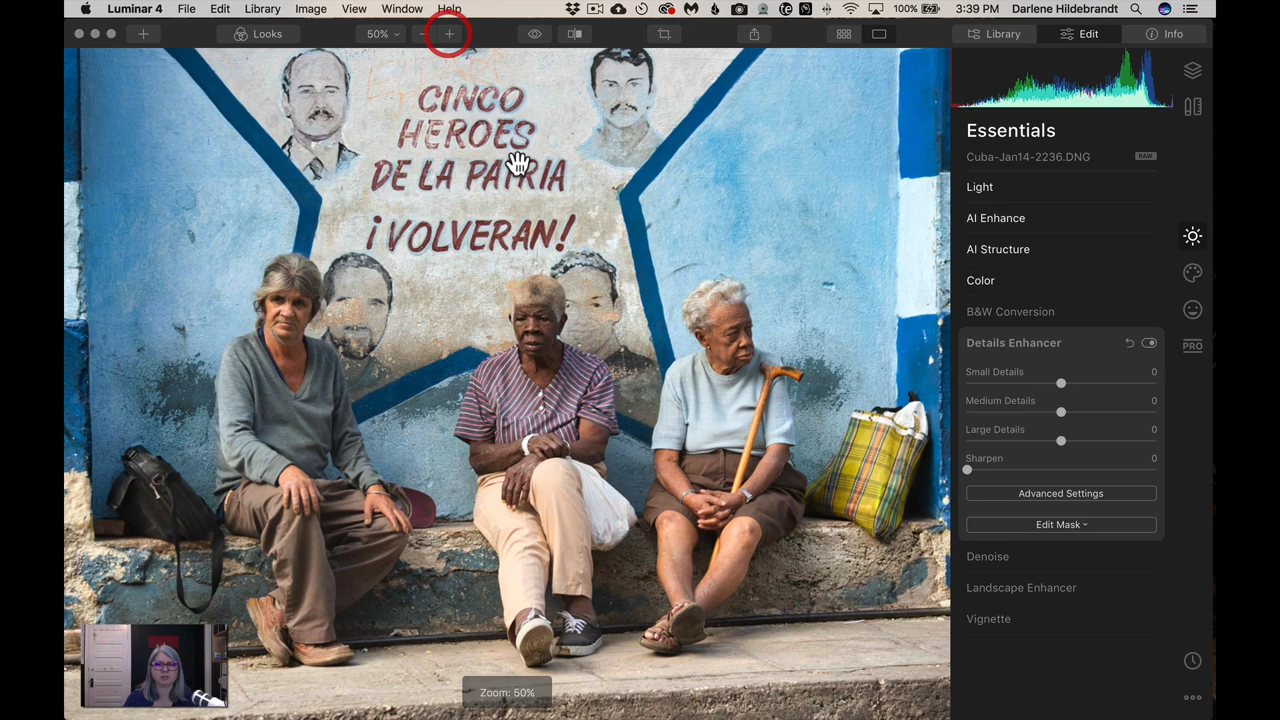 Luminar 4 File Edit Library Image View Window Help 100% 3:39 PM Darlene Hildebrandt
Looks 50% Library Edit Info
CINCO
HEROES
DE LA PATRIA
¡VOLVERAN!
Essentials
Cuba-Jan14-2236.DNG RAW
Light
AI Enhance
AI Structure
Color
B&W Conversion
Details Enhancer
Small Details 0
Medium Details 0
Large Details 0
Sharpen 0
Advanced Settings
Edit Mask
Denoise
Landscape Enhancer
Vignette
PRO
Zoom: 50%